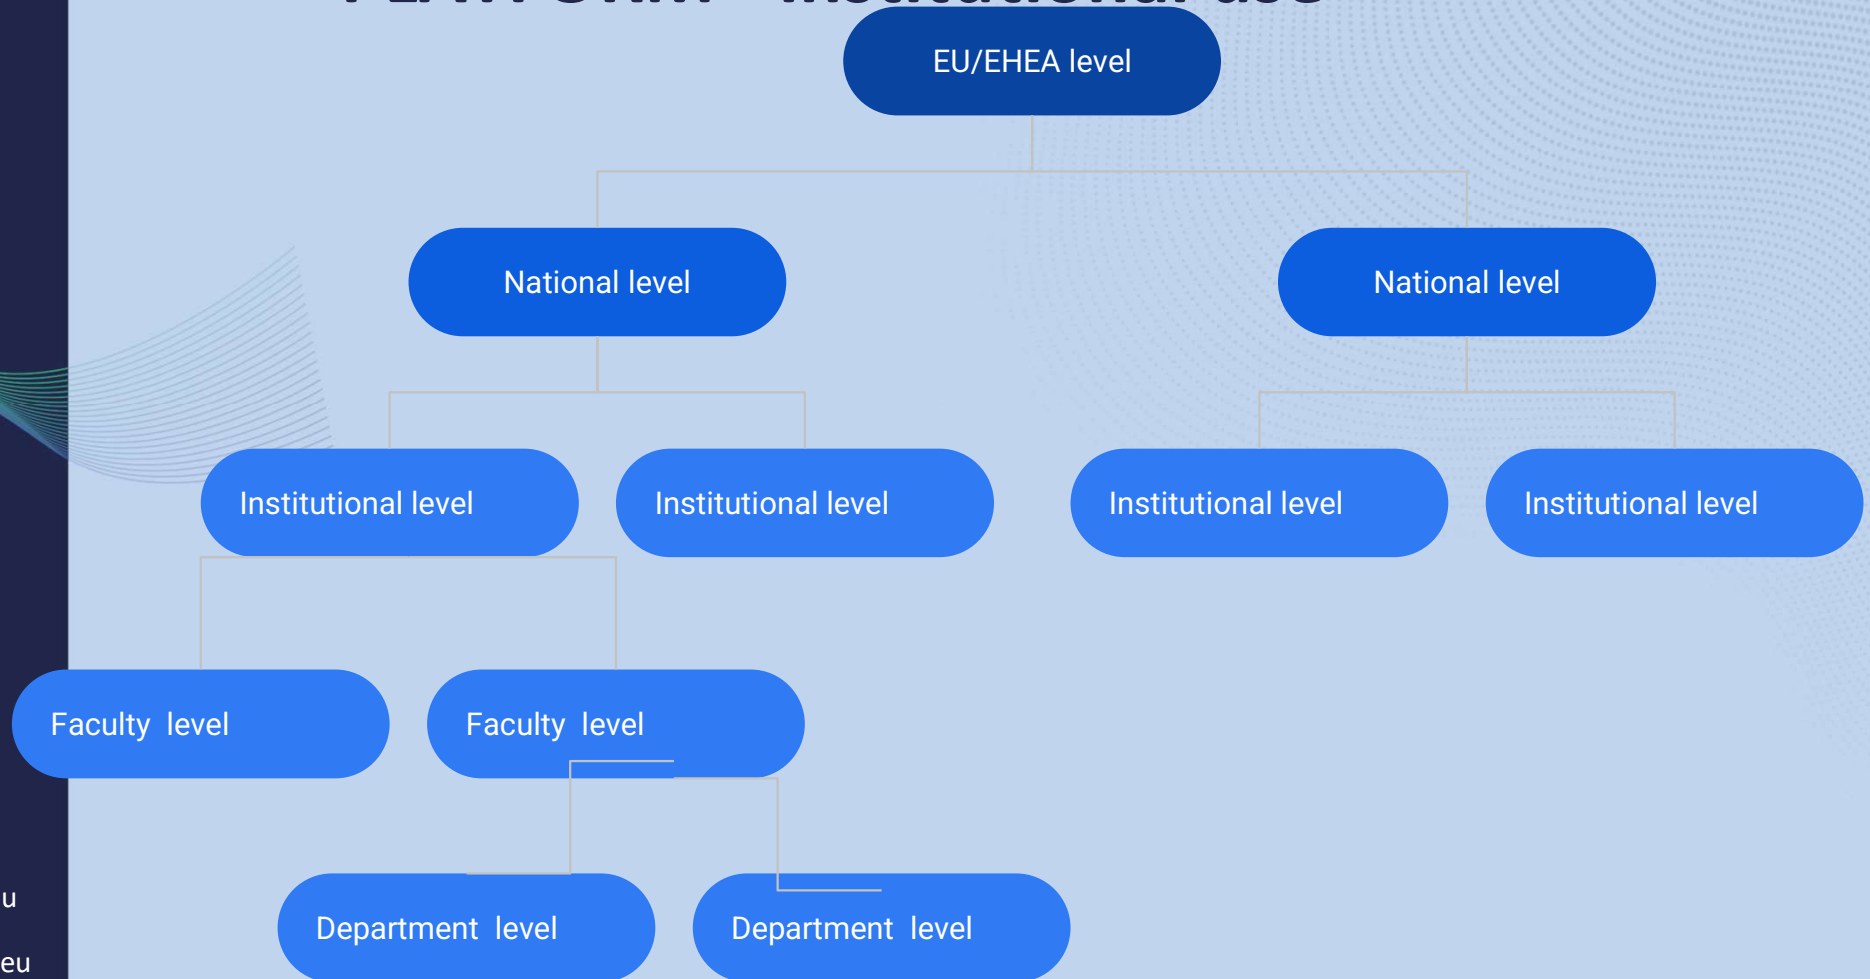 EU/EHEA level
National level National level
Institutional level Institutional level Institutional level Institutional level
Faculty level Faculty level
Department level Department level
u
eu